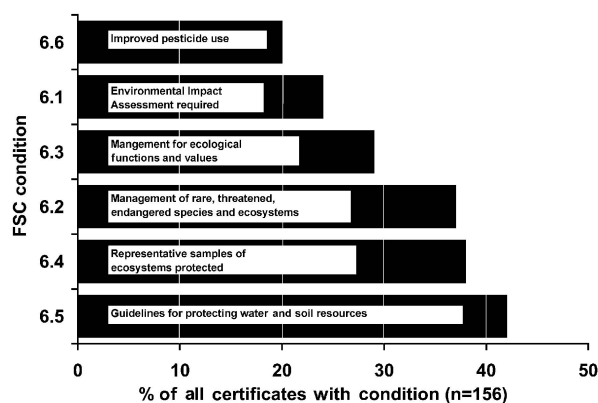 6.6
Improved pesticide use
6.1
Environmental Impact
Assessment required
6.3
Mangement for ecological
functions and values
6.2
Management of rare, threatened,
endangered species and ecosystems
6.4
Representative samples of
ecosystems protected
6.5
Guidelines for protecting water and soil resources
FSC condition
0 10 20 30 40 50
% of all certificates with condition (n=156)